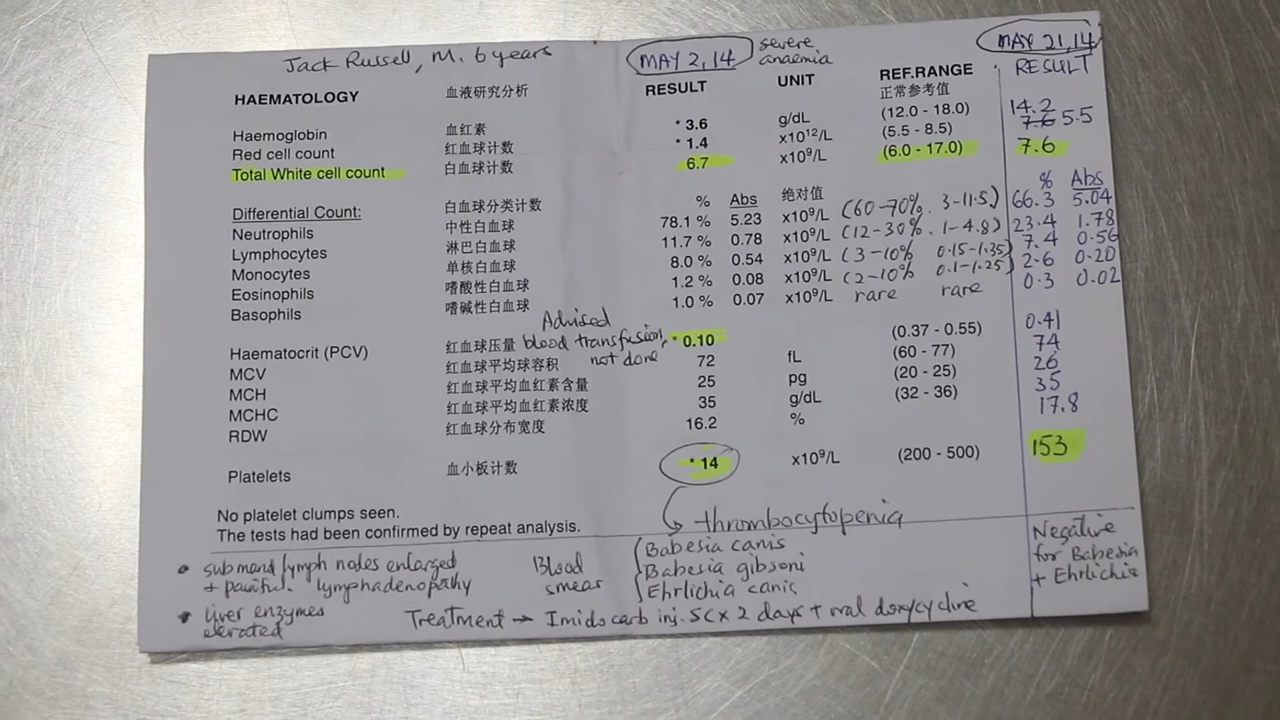 Jack Russell, M. 6 years MAY 2, 14 severe anaemia MAY 21, 14
HAEMATOLOGY 血液研究分析 RESULT UNIT REF.RANGE 正常参考值 RESULT
Haemoglobin 血红素 * 3.6 g/dL (12.0 - 18.0) 14.2
Red cell count 红血球计数 * 1.4 x10¹²/L (5.5 - 8.5) 7.6 5.5
Total White cell count 白血球计数 6.7 x10⁹/L (6.0 - 17.0) 7.6
Differential Count: 白血球分类计数 % Abs 绝对值 % Abs
Neutrophils 中性白血球 78.1 % 5.23 x10⁹/L (60-70%. 3-11.5) 66.3 5.04
Lymphocytes 淋巴白血球 11.7 % 0.78 x10⁹/L (12-30%. 1-4.8) 23.4 1.78
Monocytes 单核白血球 8.0 % 0.54 x10⁹/L (3-10% 0.15-1.35) 7.4 0.56
Eosinophils 嗜酸性白血球 1.2 % 0.08 x10⁹/L (2-10% 0.1-1.25) 2.6 0.20
Basophils 嗜碱性白血球 1.0 % 0.07 x10⁹/L rare rare 0.3 0.02
Advised blood transfusion, not done
Haematocrit (PCV) 红血球压量 * 0.10 (0.37 - 0.55) 0.41
MCV 红血球平均球容积 72 fL (60 - 77) 74
MCH 红血球平均血红素含量 25 pg (20 - 25) 26
MCHC 红血球平均血红素浓度 35 g/dL (32 - 36) 35
RDW 红血球分布宽度 16.2 % 17.8
Platelets 血小板计数 * 14 x10⁹/L (200 - 500) 153
No platelet clumps seen.
The tests had been confirmed by repeat analysis.
→ thrombocytopenia
• submand lymph nodes enlarged
+ painful. lymphadenopathy
Blood smear
Babesia canis
Babesia gibsoni
Ehrlichia canis
Negative
for Babesia
+ Ehrlichia
• Liver enzymes
elevated
Treatment → Imidocarb inj. SC x 2 days + oral doxycycline